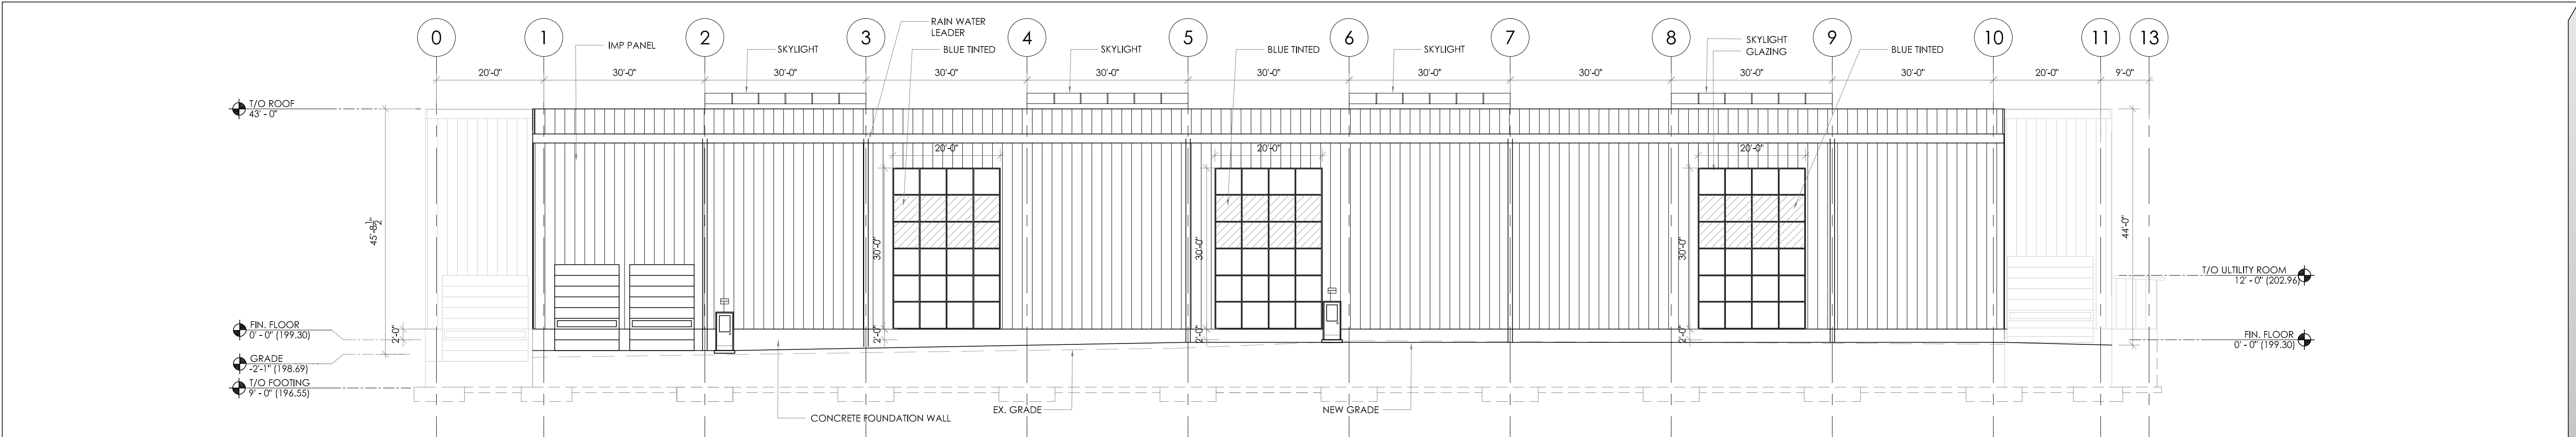 0 1 2 3 4 5 6 7 8 9 10 11 13
RAIN WATER
LEADER
IMP PANEL
SKYLIGHT
BLUE TINTED
SKYLIGHT
BLUE TINTED
SKYLIGHT
SKYLIGHT
GLAZING
BLUE TINTED
20'-0" 30'-0" 30'-0" 30'-0" 30'-0" 30'-0" 30'-0" 30'-0" 30'-0" 30'-0" 20'-0" 9'-0"
T/O ROOF
43' - 0"
20'-0" 20'-0" 20'-0"
45'-8 1/2"
30'-0" 30'-0" 30'-0"
44'-0"
T/O ULTILITY ROOM
12' - 0" (202.96)
FIN. FLOOR
0' - 0" (199.30)
2'-0" 2'-0" 2'-0" 2'-0"
FIN. FLOOR
0' - 0" (199.30)
GRADE
-2'-1" (198.69)
T/O FOOTING
9' - 0" (196.55)
CONCRETE FOUNDATION WALL
EX. GRADE
NEW GRADE